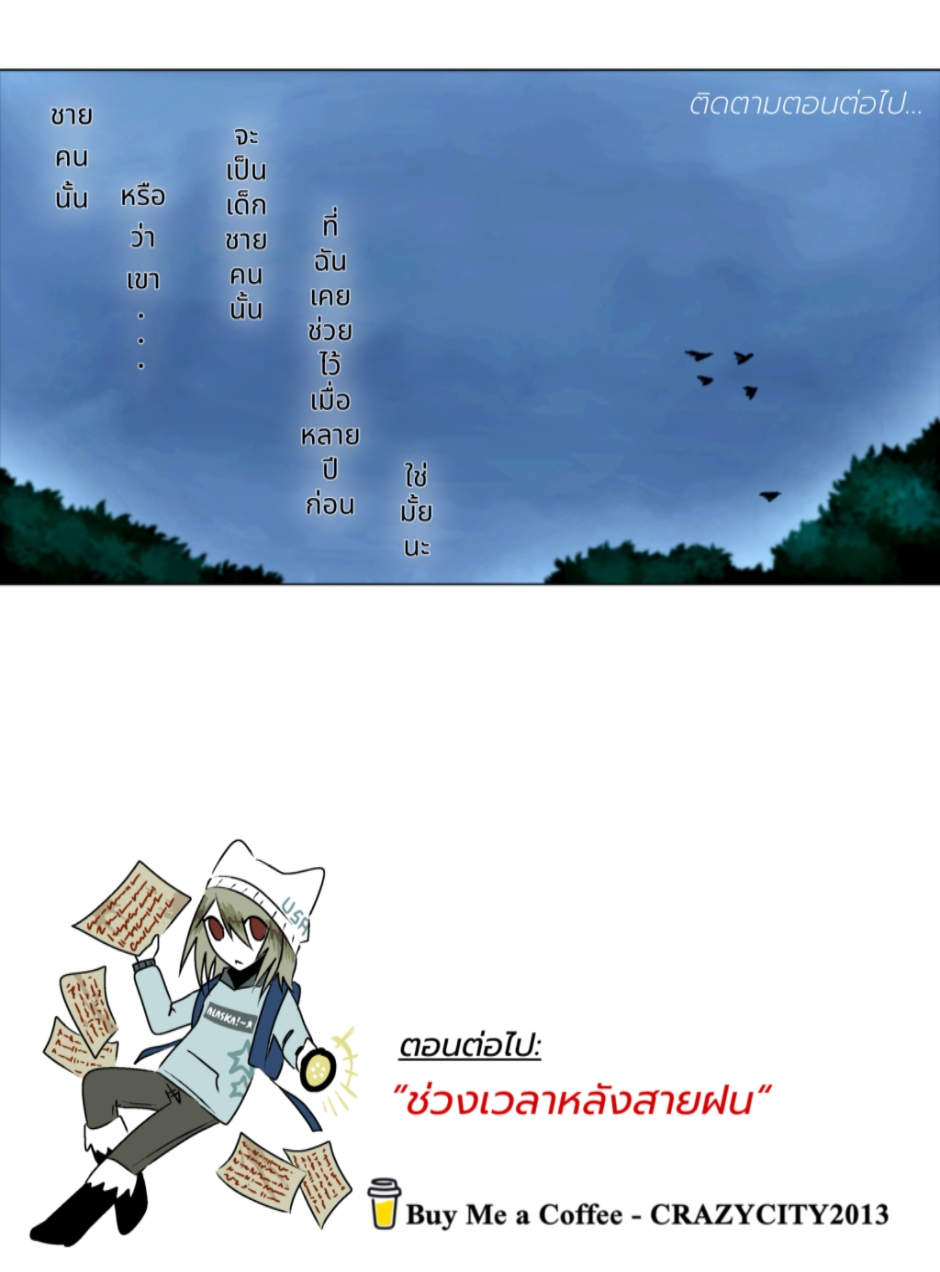 ติดตามตอนต่อไป...
ชาย
คน
นั้น
หรือ
ว่า
เขา
.
.
.
จะ
เป็น
เด็ก
ชาย
คน
นั้น
ที่
ฉัน
เคย
ช่วย
ไว้
เมื่อ
หลาย
ปี
ก่อน
ใช่
มั้ย
นะ
USA
ALASKA!-★
ตอนต่อไป:
“ช่วงเวลาหลังสายฝน“
Buy Me a Coffee - CRAZYCITY2013